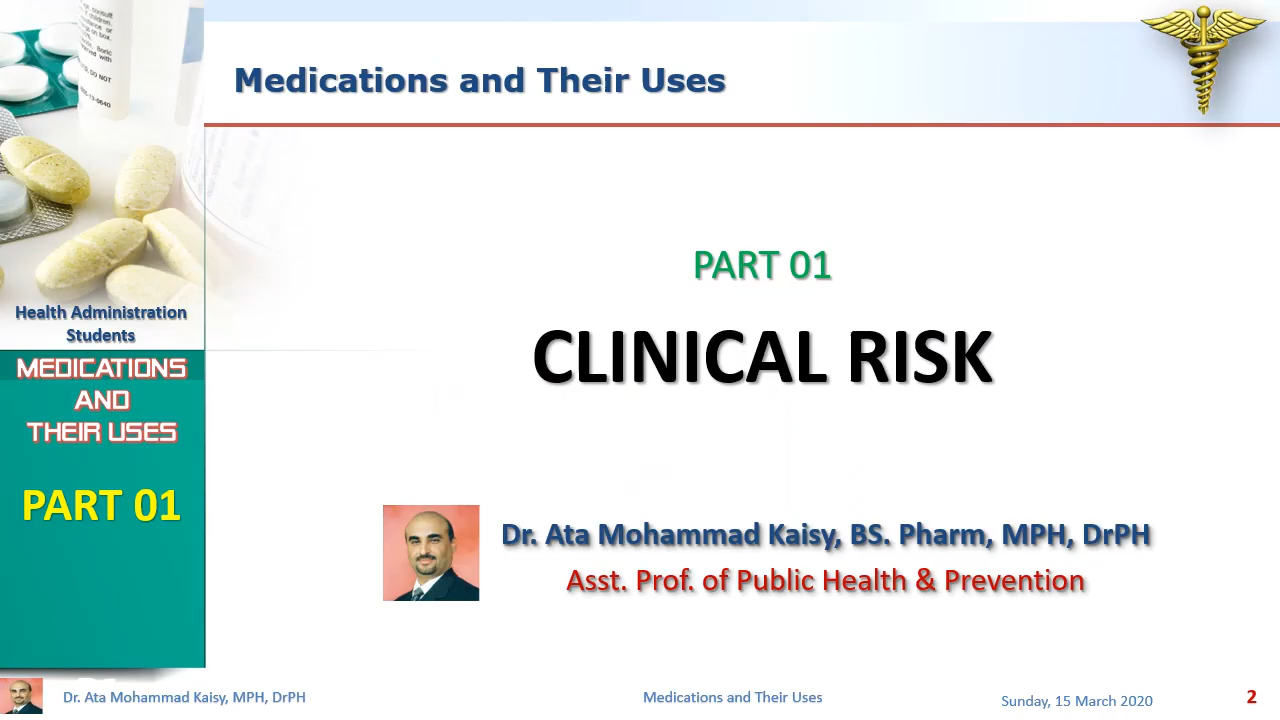 Medications and Their Uses
PART 01
CLINICAL RISK
Dr. Ata Mohammad Kaisy, BS. Pharm, MPH, DrPH
Asst. Prof. of Public Health & Prevention
Health Administration
Students
MEDICATIONS
AND
THEIR USES
PART 01
Dr. Ata Mohammad Kaisy, MPH, DrPH
Medications and Their Uses
Sunday, 15 March 2020
2